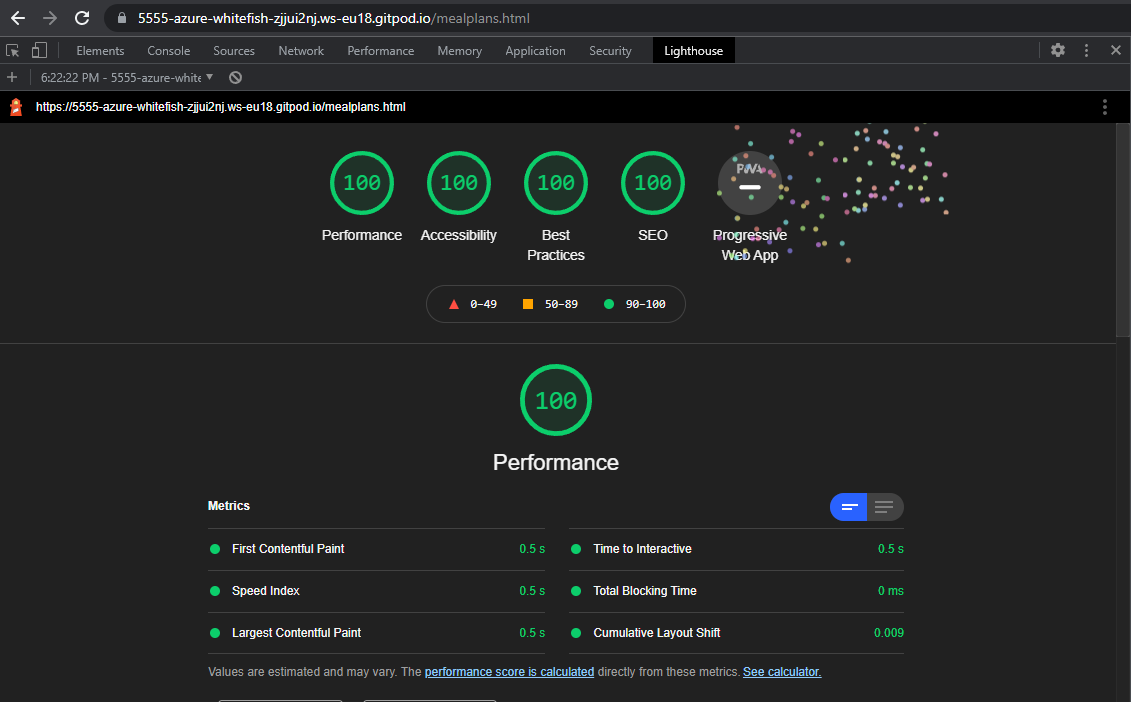 5555-azure-whitefish-zjjui2nj.ws-eu18.gitpod.io/mealplans.html
Elements Console Sources Network Performance Memory Application Security Lighthouse
6:22:22 PM - 5555-azure-white
https://5555-azure-whitefish-zjjui2nj.ws-eu18.gitpod.io/mealplans.html
100 100 100 100 PWA
Performance Accessibility Best Practices SEO Progressive Web App
0–49 50–89 90–100
100
Performance
Metrics
First Contentful Paint 0.5 s Time to Interactive 0.5 s
Speed Index 0.5 s Total Blocking Time 0 ms
Largest Contentful Paint 0.5 s Cumulative Layout Shift 0.009
Values are estimated and may vary. The performance score is calculated directly from these metrics. See calculator.